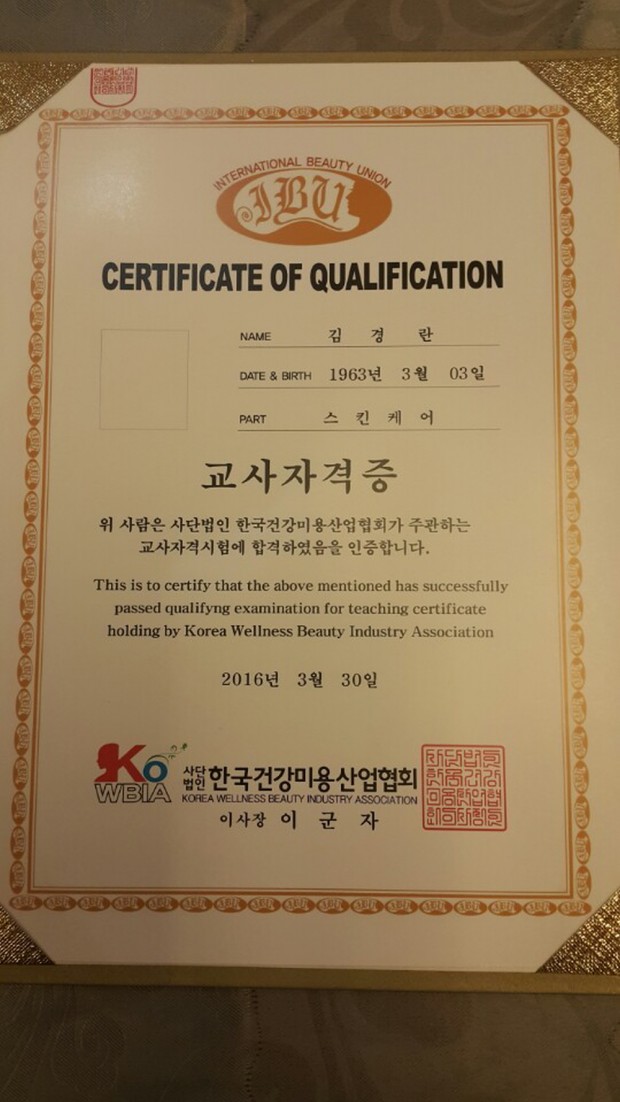 INTERNATIONAL BEAUTY UNION
IBU
CERTIFICATE OF QUALIFICATION
NAME 김 경 란
DATE & BIRTH 1963년 3월 03일
PART 스 킨 케 어
교사자격증
위 사람은 사단법인 한국건강미용산업협회가 주관하는
교사자격시험에 합격하였음을 인증합니다.
This is to certify that the above mentioned has successfully
passed qualifyng examination for teaching certificate
holding by Korea Wellness Beauty Industry Association
2016년 3월 30일
KO
WBIA
사단법인 한국건강미용산업협회
KOREA WELLNESS BEAUTY INDUSTRY ASSOCIATION
이사장 이 군 자